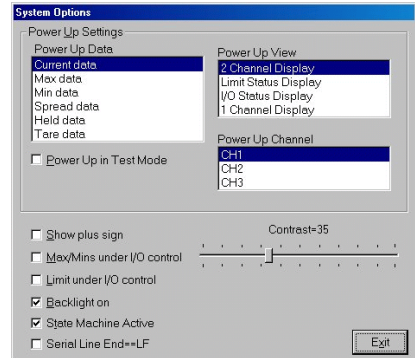 System Options
Power Up Settings
Power Up Data
Current data
Max data
Min data
Spread data
Held data
Tare data
Power Up in Test Mode
Power Up View
2 Channel Display
Limit Status Display
I/O Status Display
1 Channel Display
Power Up Channel
CH1
CH2
CH3
Show plus sign
Max/Mins under I/O control
Limit under I/O control
Backlight on
State Machine Active
Serial Line End==LF
Contrast=35
Exit